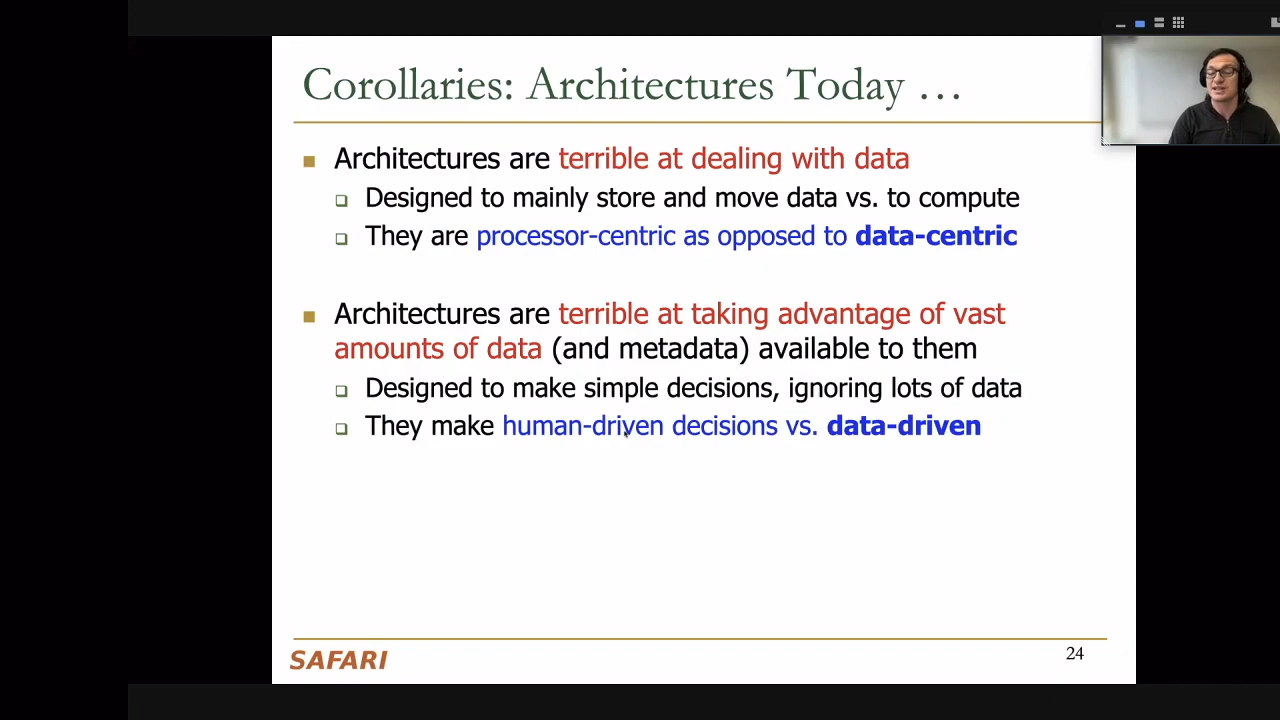 Corollaries: Architectures Today …
Architectures are terrible at dealing with data
Designed to mainly store and move data vs. to compute
They are processor-centric as opposed to data-centric
Architectures are terrible at taking advantage of vast
amounts of data (and metadata) available to them
Designed to make simple decisions, ignoring lots of data
They make human-driven decisions vs. data-driven
SAFARI
24